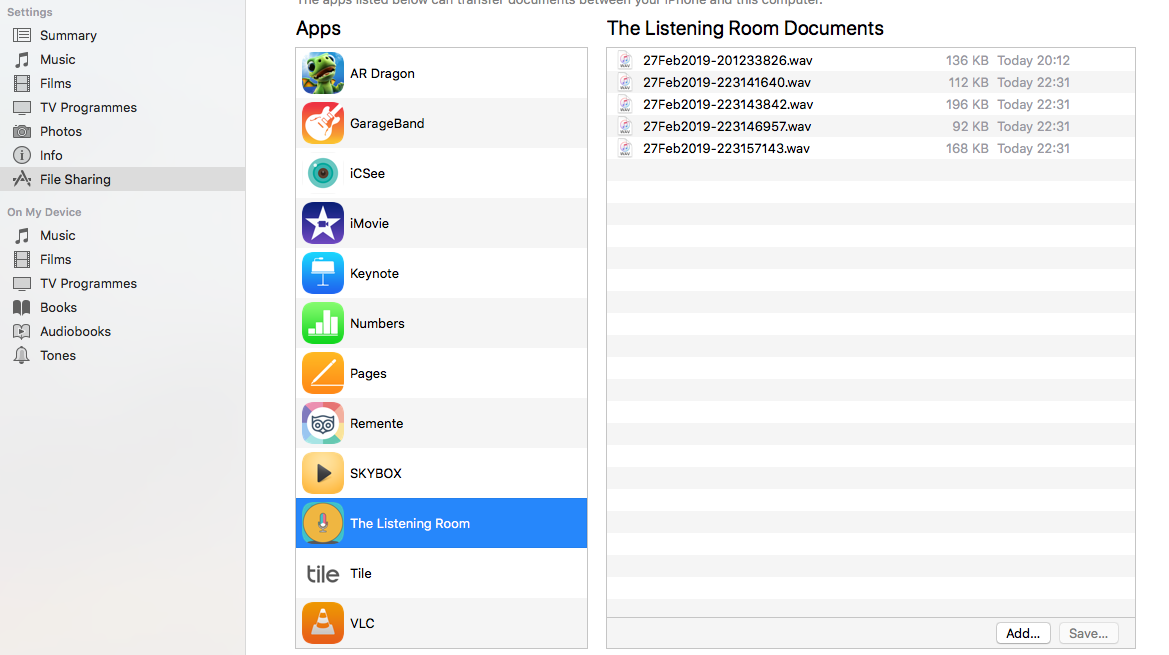 Settings
Summary
Music
Films
TV Programmes
Photos
Info
File Sharing
On My Device
Music
Films
TV Programmes
Books
Audiobooks
Tones
The apps listed below can transfer documents between your iPhone and this computer.
Apps
AR Dragon
GarageBand
iCSee
iMovie
Keynote
Numbers
Pages
Remente
SKYBOX
The Listening Room
tile Tile
VLC
The Listening Room Documents
WAV 27Feb2019-201233826.wav 136 KB Today 20:12
WAV 27Feb2019-223141640.wav 112 KB Today 22:31
WAV 27Feb2019-223143842.wav 196 KB Today 22:31
WAV 27Feb2019-223146957.wav 92 KB Today 22:31
WAV 27Feb2019-223157143.wav 168 KB Today 22:31
Add... Save...